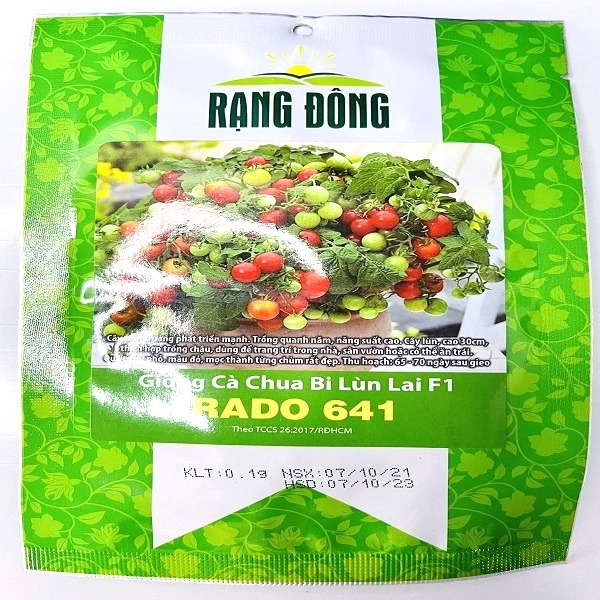 RẠNG ĐÔNG
sinh trưởng phát triển mạnh. Trồng quanh năm, năng suất cao. Cây lùn, cao 30cm,
thích hợp trồng chậu, dùng để trang trí trong nhà, sân vườn hoặc có thể ăn trái.
nhỏ, màu đỏ, mọc thành từng chùm rất đẹp. Thu hoạch: 65 - 70 ngày sau gieo
Giống Cà Chua Bi Lùn Lai F1
RADO 641
Theo TCCS 26:2017/RĐHCM
KLT:0.1g NSX:07/10/21
HSD:07/10/23